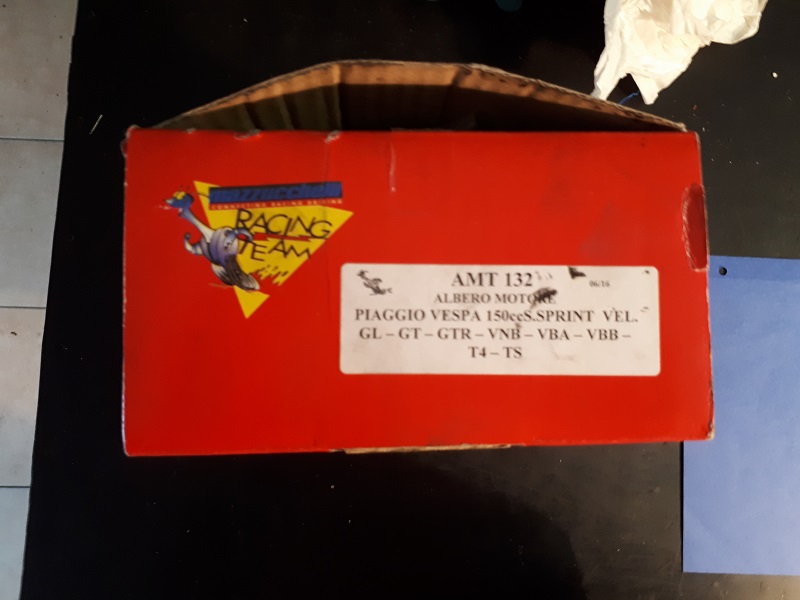 RACING
TEAM
AMT 132
06/16
ALBERO MOTORE
PIAGGIO VESPA 150ccS.SPRINT VEL.
GL – GT – GTR – VNB – VBA – VBB –
T4 – TS